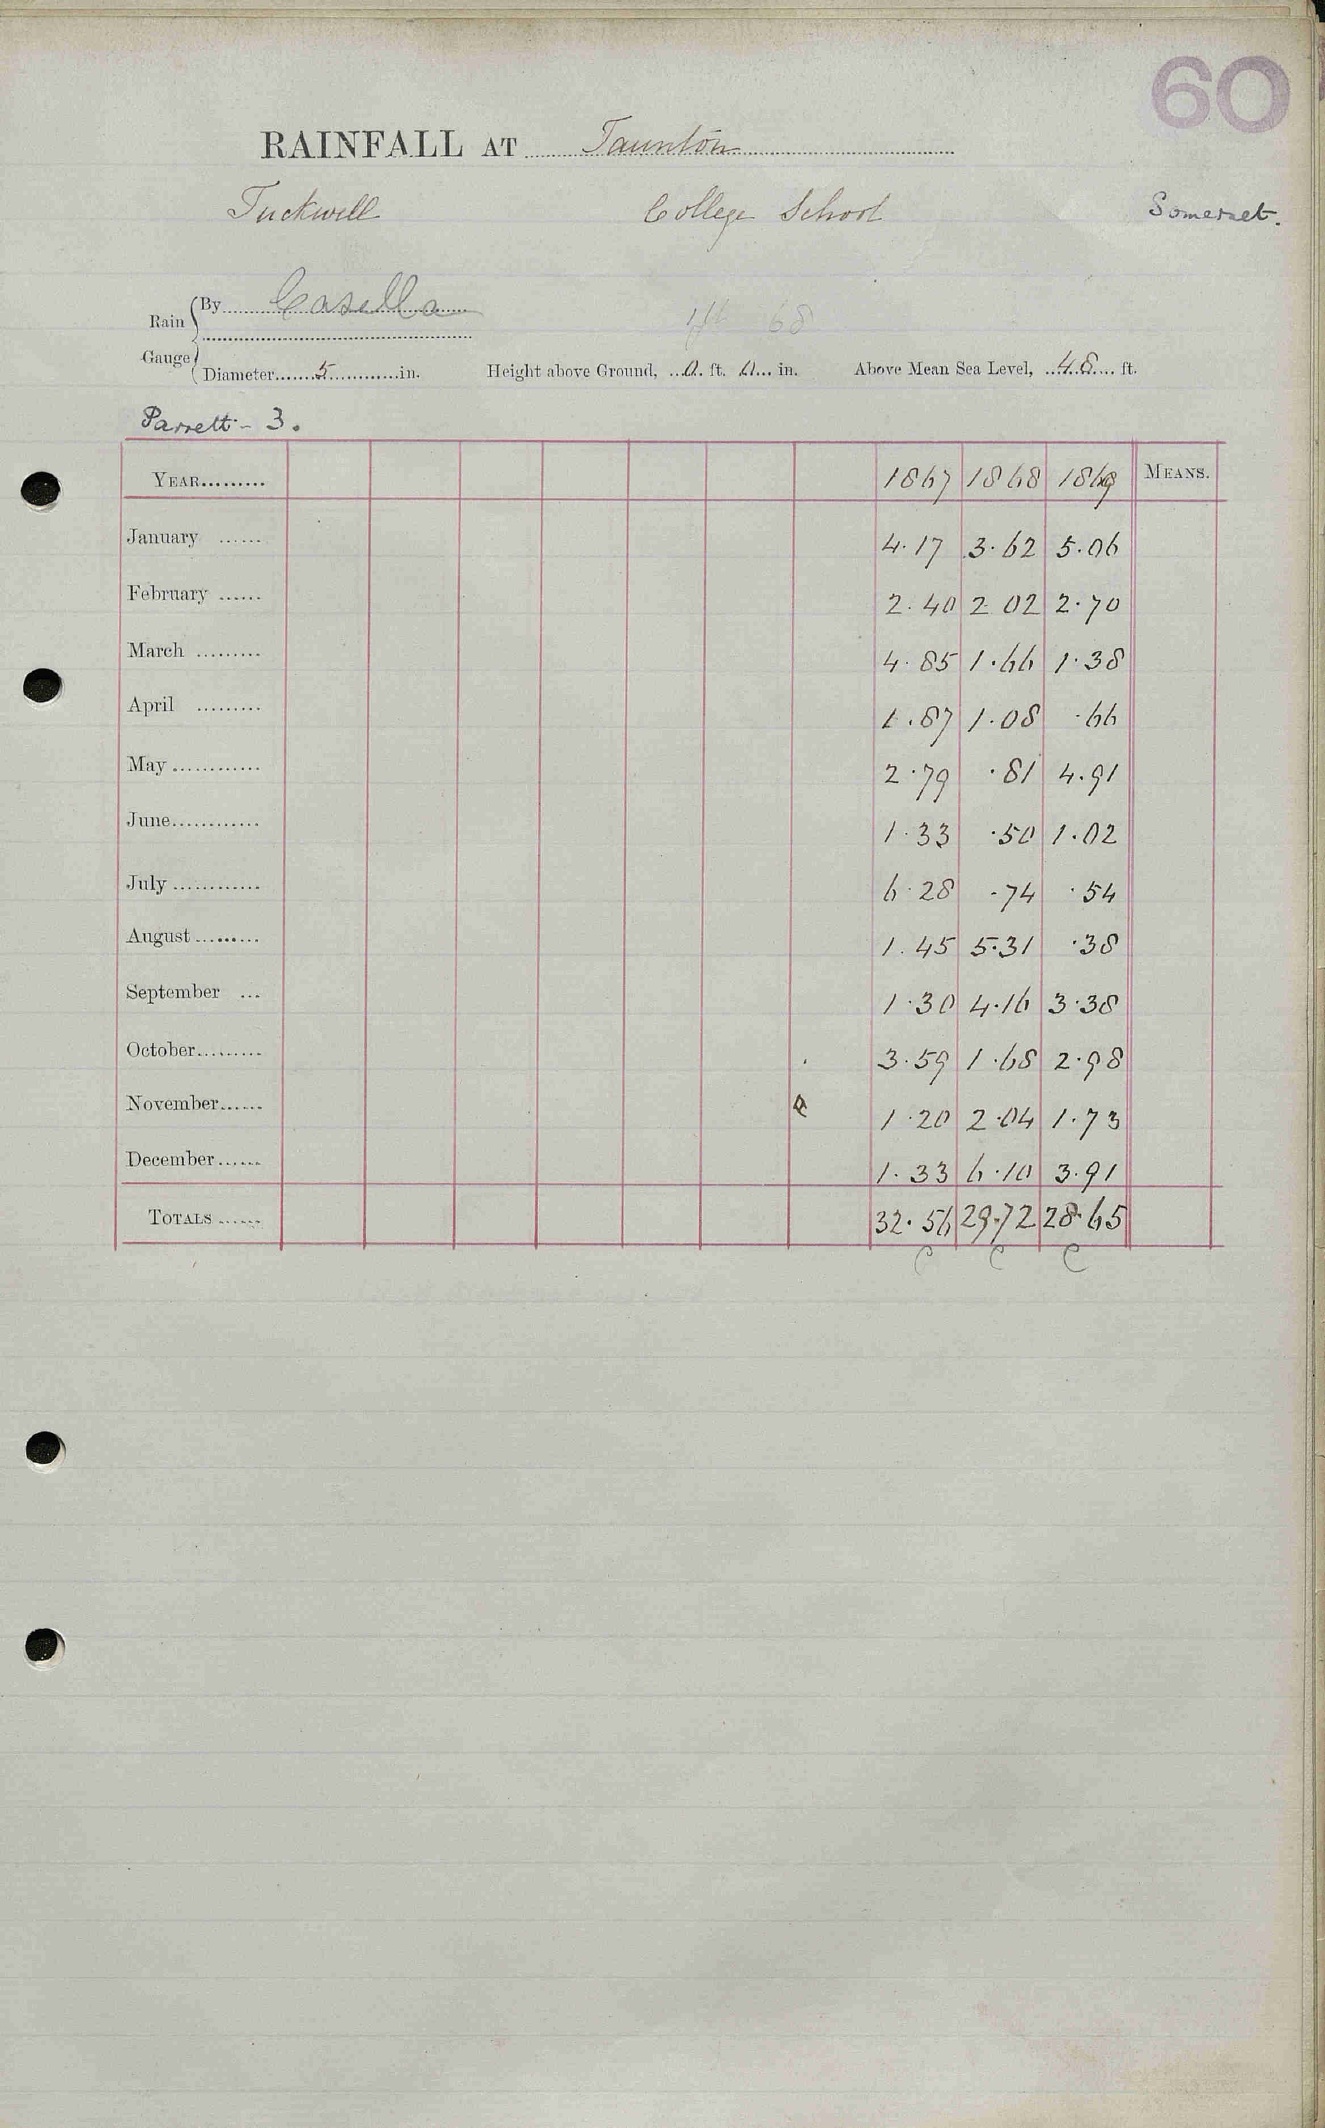 60
RAINFALL AT Taunton
Tuckwell College School Somerset.
By Casella
Rain
Gauge
Diameter 5 in. Height above Ground, 0 ft. 0 in. Above Mean Sea Level, 48 ft.
Parrett - 3.
YEAR 1867 1868 1869 MEANS.
January 4.17 3.62 5.06
February 2.40 2 02 2.70
March 4.85 1.66 1.38
April 1.87 1.08 .66
May 2.79 .81 4.91
June 1.33 .50 1.02
July 6.28 .74 .54
August 1.45 5.31 .38
September 1.30 4.16 3.38
October 3.59 1.68 2.98
November 1.20 2.04 1.73
December 1.33 6.10 3.91
TOTALS 32.56 29.72 28.65
C C C